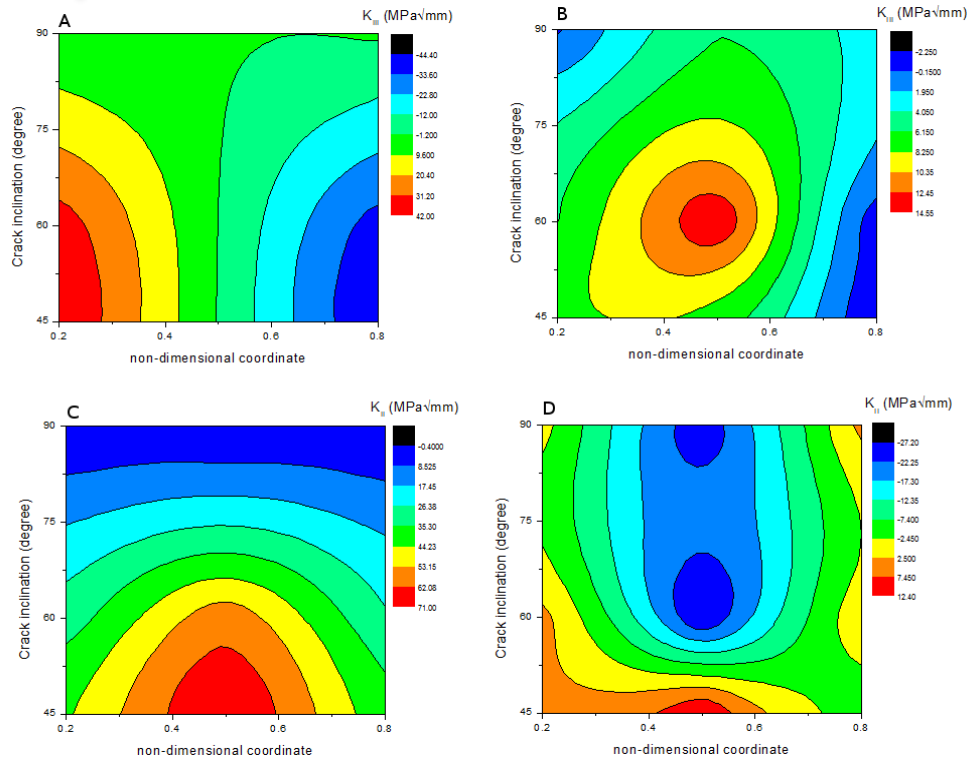 A
K_III (MPa√mm)
-44.40
-33.60
-22.80
-12.00
-1.200
9.600
20.40
31.20
42.00
Crack inclination (degree)
90
75
60
45
0.2 0.4 0.6 0.8
non-dimensional coordinate
B
K_III (MPa√mm)
-2.250
-0.1500
1.950
4.050
6.150
8.250
10.35
12.45
14.55
Crack inclination (degree)
90
75
60
45
0.2 0.4 0.6 0.8
non-dimensional coordinate
C
K_II (MPa√mm)
-0.4000
8.525
17.45
26.38
35.30
44.23
53.15
62.08
71.00
Crack inclination (degree)
90
75
60
45
0.2 0.4 0.6 0.8
non-dimensional coordinate
D
K_II (MPa√mm)
-27.20
-22.25
-17.30
-12.35
-7.400
-2.450
2.500
7.450
12.40
Crack inclination (degree)
90
75
60
45
0.2 0.4 0.6 0.8
non-dimensional coordinate